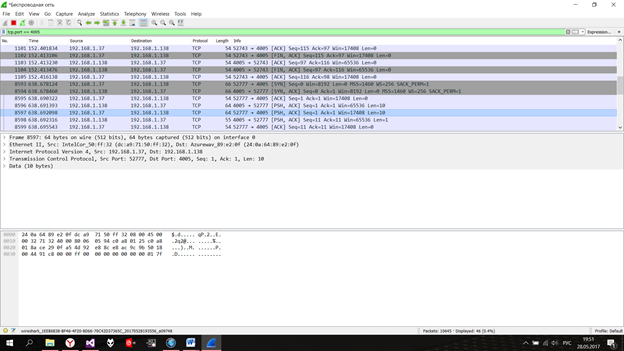 *Беспроводная сеть
File Edit View Go Capture Analyze Statistics Telephony Wireless Tools Help
tcp.port == 4005 Expression...
No. Time Source Destination Protocol Length Info
1101 152.401834 192.168.1.37 192.168.1.138 TCP 54 52743 → 4005 [ACK] Seq=115 Ack=97 Win=17408 Len=0
1102 152.413106 192.168.1.37 192.168.1.138 TCP 54 52743 → 4005 [FIN, ACK] Seq=115 Ack=97 Win=17408 Len=0
1103 152.413230 192.168.1.138 192.168.1.37 TCP 54 4005 → 52743 [ACK] Seq=97 Ack=116 Win=65536 Len=0
1104 152.413476 192.168.1.138 192.168.1.37 TCP 54 4005 → 52743 [FIN, ACK] Seq=97 Ack=116 Win=65536 Len=0
1105 152.416138 192.168.1.37 192.168.1.138 TCP 54 52743 → 4005 [ACK] Seq=116 Ack=98 Win=17408 Len=0
8593 638.678124 192.168.1.37 192.168.1.138 TCP 66 52777 → 4005 [SYN] Seq=0 Win=8192 Len=0 MSS=1460 WS=256 SACK_PERM=1
8594 638.678460 192.168.1.138 192.168.1.37 TCP 66 4005 → 52777 [SYN, ACK] Seq=0 Ack=1 Win=8192 Len=0 MSS=1460 WS=256 SACK_PERM=1
8595 638.690322 192.168.1.37 192.168.1.138 TCP 54 52777 → 4005 [ACK] Seq=1 Ack=1 Win=17408 Len=0
8596 638.691393 192.168.1.138 192.168.1.37 TCP 64 4005 → 52777 [PSH, ACK] Seq=1 Ack=1 Win=65536 Len=10
8597 638.692098 192.168.1.37 192.168.1.138 TCP 64 52777 → 4005 [PSH, ACK] Seq=1 Ack=1 Win=17408 Len=10
8598 638.692316 192.168.1.138 192.168.1.37 TCP 55 4005 → 52777 [PSH, ACK] Seq=11 Ack=11 Win=65536 Len=1
8599 638.695543 192.168.1.37 192.168.1.138 TCP 54 52777 → 4005 [ACK] Seq=11 Ack=11 Win=17408 Len=0
Frame 8597: 64 bytes on wire (512 bits), 64 bytes captured (512 bits) on interface 0
Ethernet II, Src: IntelCor_50:ff:32 (dc:a9:71:50:ff:32), Dst: Azurewav_89:e2:0f (24:0a:64:89:e2:0f)
Internet Protocol Version 4, Src: 192.168.1.37, Dst: 192.168.1.138
Transmission Control Protocol, Src Port: 52777, Dst Port: 4005, Seq: 1, Ack: 1, Len: 10
Data (10 bytes)
0000 24 0a 64 89 e2 0f dc a9 71 50 ff 32 08 00 45 00 $.d..... qP.2..E.
0010 00 32 71 32 40 00 80 06 05 94 c0 a8 01 25 c0 a8 .2q2@... .....%..
0020 01 8a ce 29 0f a5 4d 92 e8 8c e8 ac 9c 9b 50 18 ...)..M. ......P.
0030 00 44 91 c8 00 00 ff 00 00 00 00 00 00 00 01 7f .D...... ........
Packets: 10645 · Displayed: 46 (0.4%) Profile: Default
РУС 19:51
28.05.2017